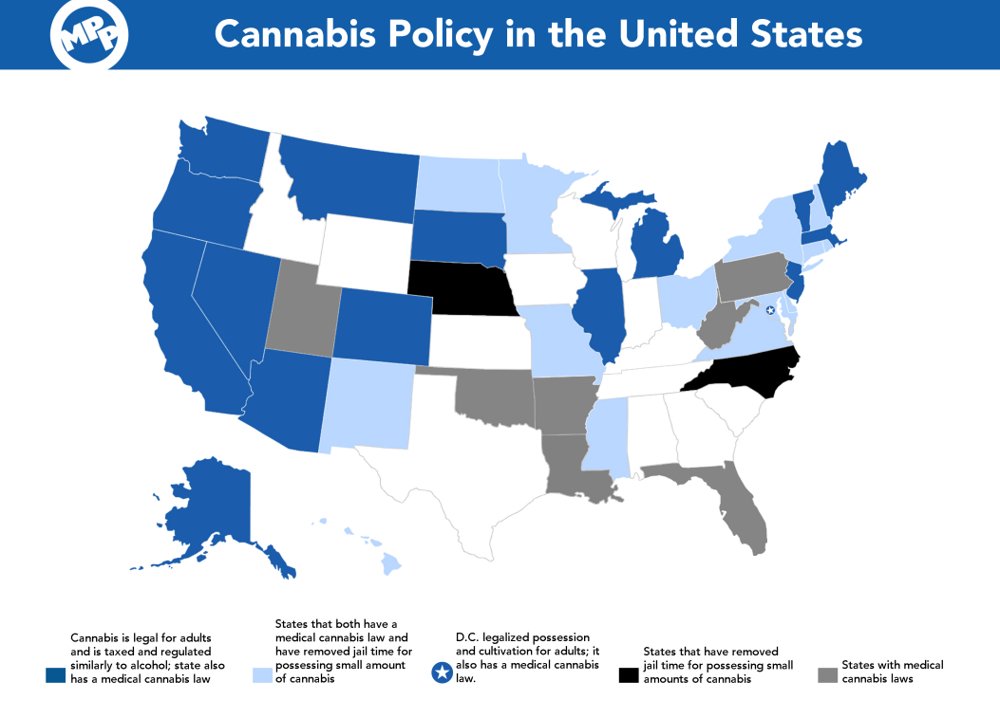 MPP
Cannabis Policy in the United States
Cannabis is legal for adults
and is taxed and regulated
similarly to alcohol; state also
has a medical cannabis law
States that both have a
medical cannabis law and
have removed jail time for
possessing small amount
of cannabis
D.C. legalized possession
and cultivation for adults; it
also has a medical cannabis
law.
States that have removed
jail time for possessing small
amounts of cannabis
States with medical
cannabis laws